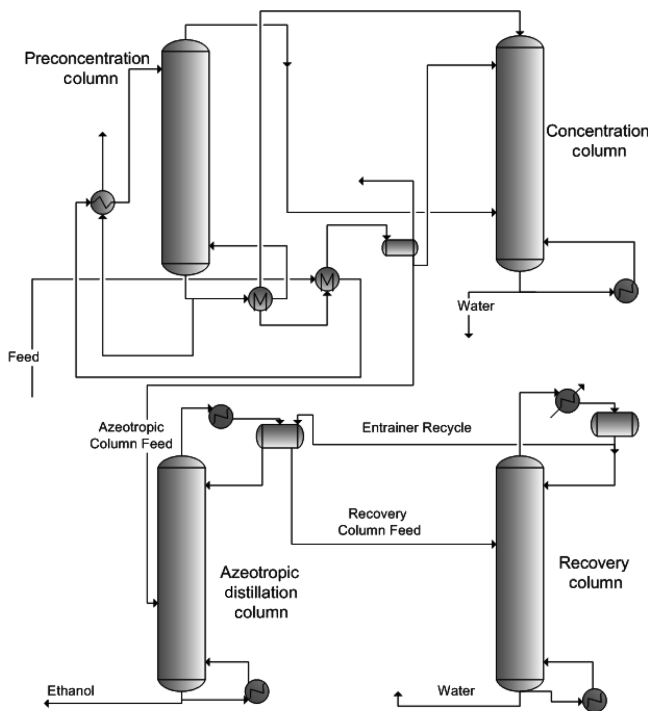 Preconcentration
column
Concentration
column
Water
Feed
Azeotropic
Column Feed
Entrainer Recycle
Recovery
Column Feed
Azeotropic
distillation
column
Recovery
column
Ethanol
Water